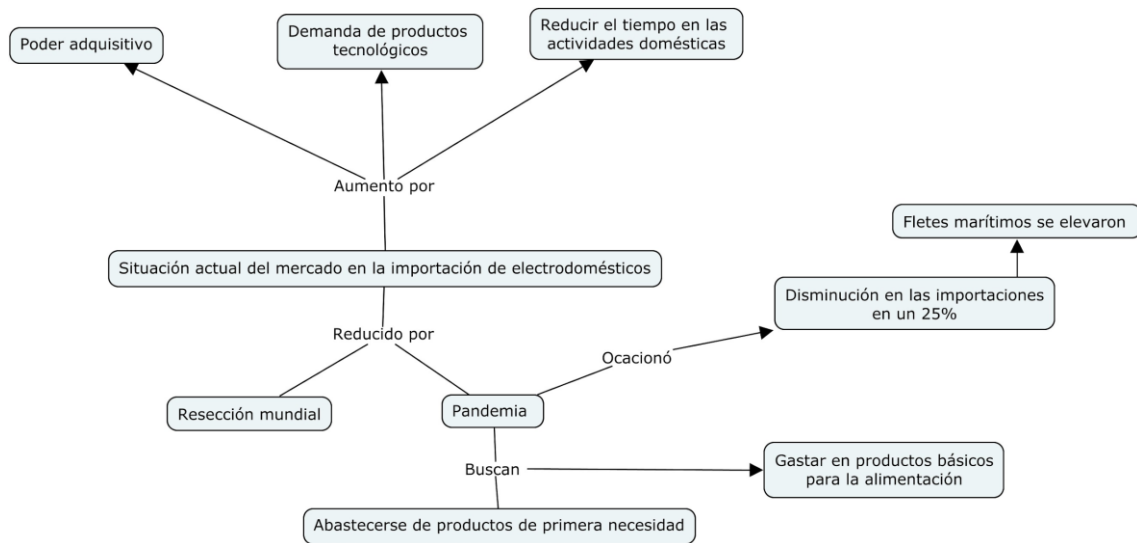 Poder adquisitivo
Demanda de productos
tecnológicos
Reducir el tiempo en las
actividades domésticas
Aumento por
Fletes marítimos se elevaron
Situación actual del mercado en la importación de electrodomésticos
Disminución en las importaciones
en un 25%
Reducido por
Ocacionó
Resección mundial
Pandemia
Buscan
Gastar en productos básicos
para la alimentación
Abastecerse de productos de primera necesidad